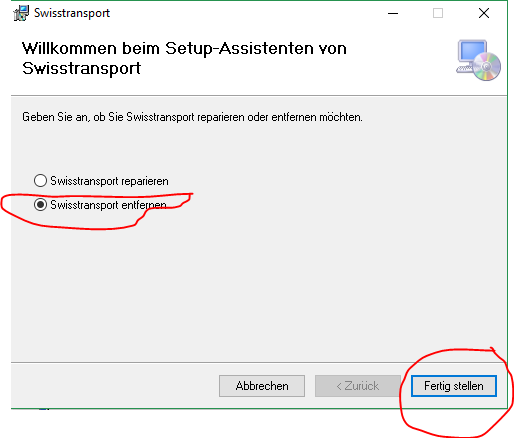 Swisstransport
Willkommen beim Setup-Assistenten von
Swisstransport
Geben Sie an, ob Sie Swisstransport reparieren oder entfernen möchten.
Swisstransport reparieren
Swisstransport entfernen
Abbrechen
< Zurück
Fertig stellen